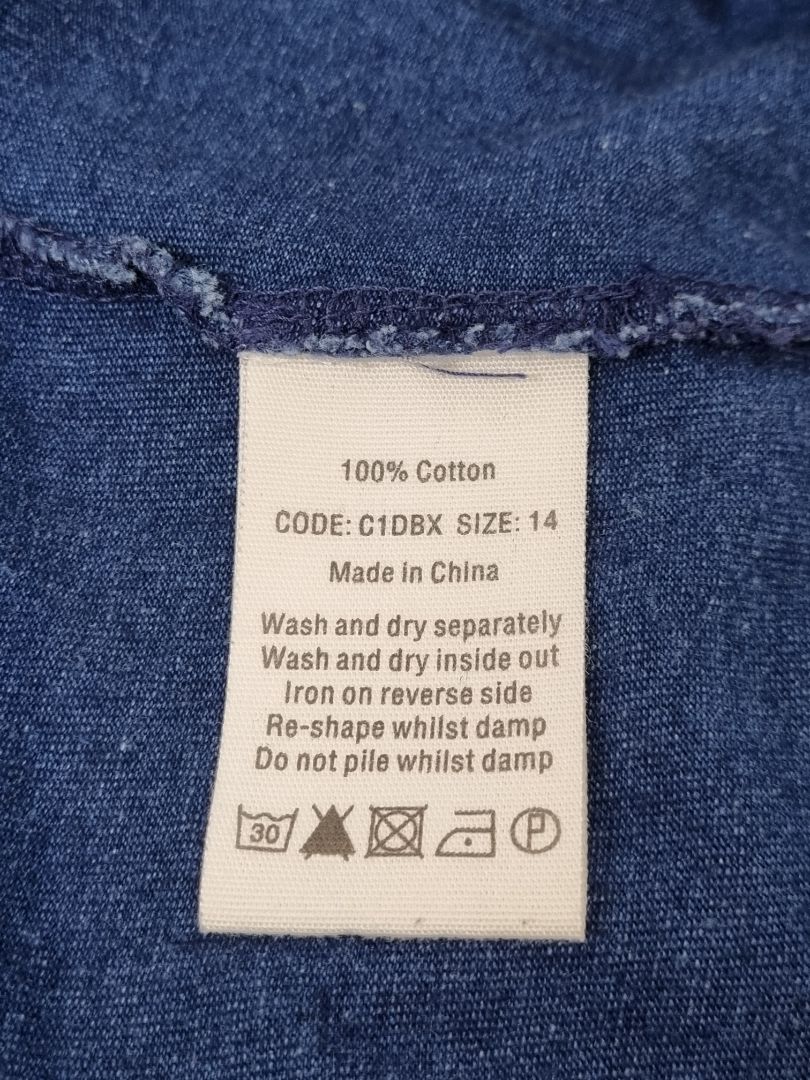 100% Cotton
CODE: C1DBX SIZE: 14
Made in China
Wash and dry separately
Wash and dry inside out
Iron on reverse side
Re-shape whilst damp
Do not pile whilst damp
30 P